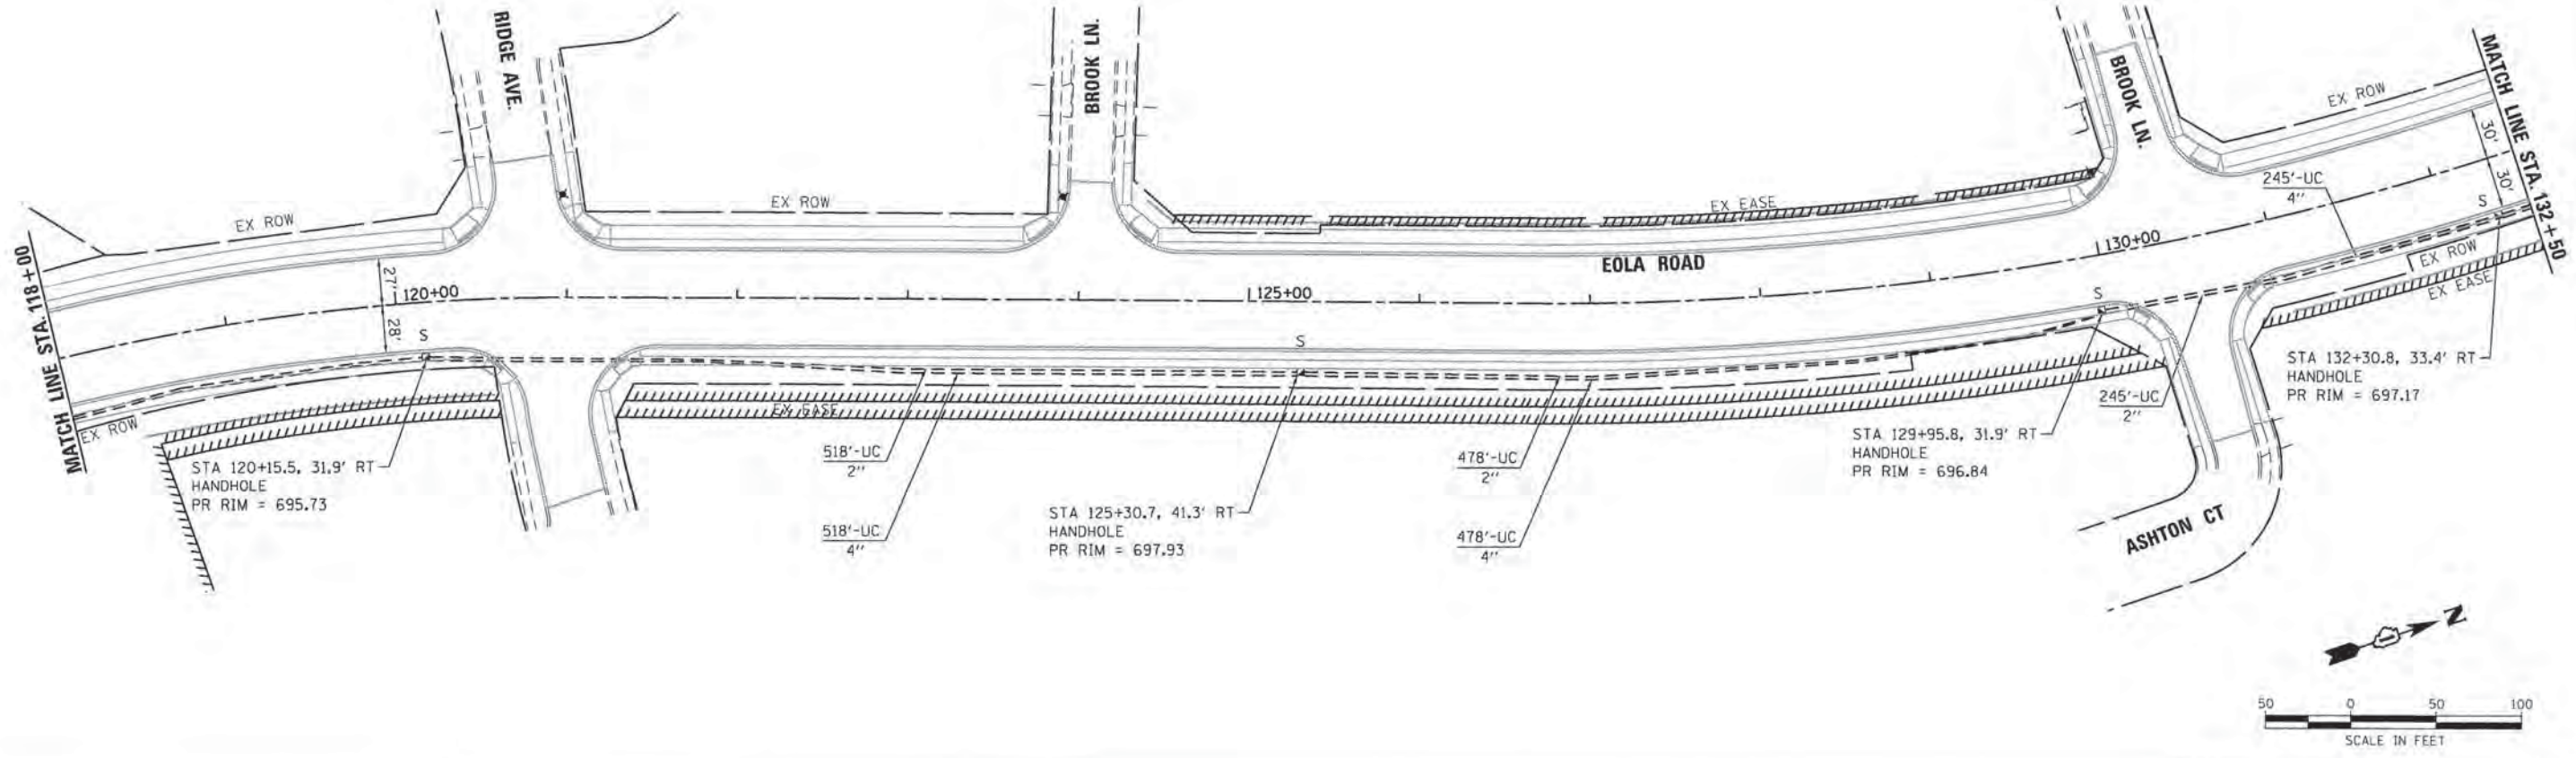 RIDGE AVE.
BROOK LN.
BROOK LN.
MATCH LINE STA. 132+50
EX ROW
EX ROW
EX ROW
EX EASE
30'
30'
245'-UC
4''
S
MATCH LINE STA. 118+00
27'
28'
120+00
125+00
EOLA ROAD
130+00
EX ROW
EX EASE
S
S
S
EX ROW
EX EASE
STA 120+15.5, 31.9' RT
HANDHOLE
PR RIM = 695.73
518'-UC
2''
518'-UC
4''
STA 125+30.7, 41.3' RT
HANDHOLE
PR RIM = 697.93
478'-UC
2''
478'-UC
4''
STA 129+95.8, 31.9' RT
HANDHOLE
PR RIM = 696.84
245'-UC
2''
STA 132+30.8, 33.4' RT
HANDHOLE
PR RIM = 697.17
ASHTON CT
N
50 0 50 100
SCALE IN FEET